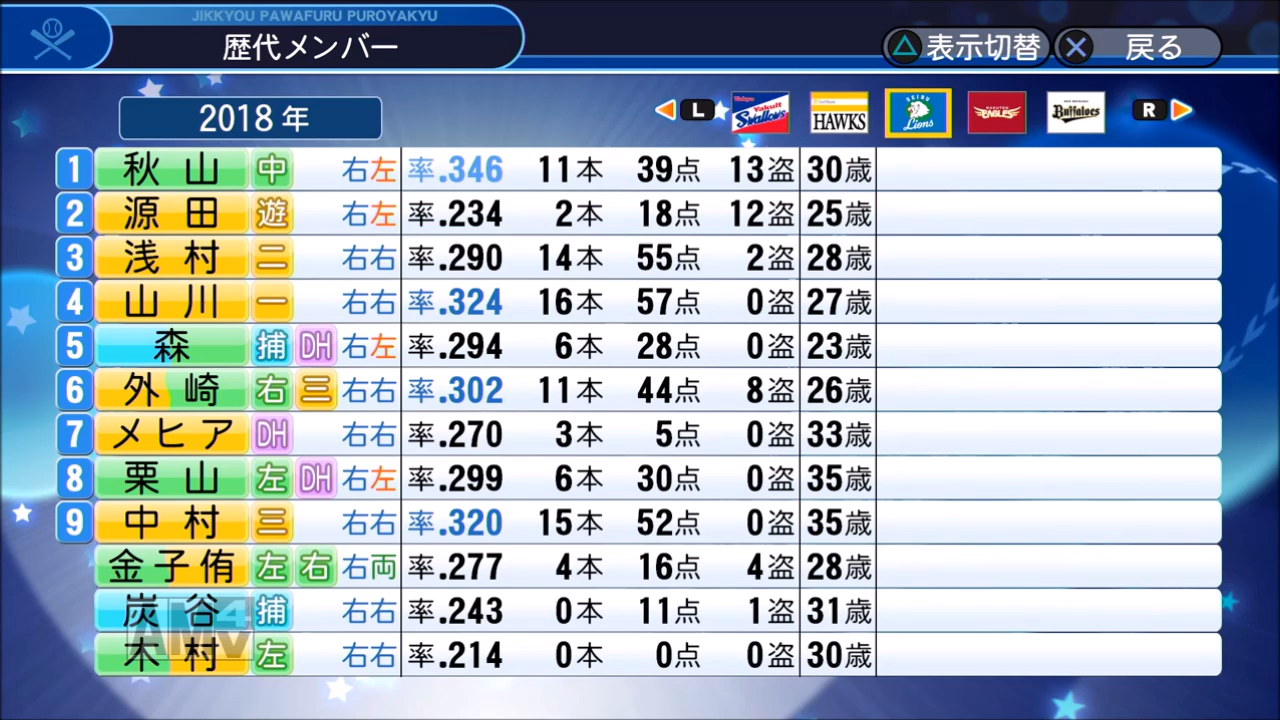 JIKKYOU PAWAFURU PUROYAKYU
歴代メンバー
△ 表示切替 × 戻る
2018年
L Yakult Swallows HAWKS SEIBU Lions EAGLES Buffaloes R
1 秋山 中 右左 率.346 11本 39点 13盗 30歳
2 源田 遊 右左 率.234 2本 18点 12盗 25歳
3 浅村 二 右右 率.290 14本 55点 2盗 28歳
4 山川 一 右右 率.324 16本 57点 0盗 27歳
5 森 捕 DH 右左 率.294 6本 28点 0盗 23歳
6 外崎 右 三 右右 率.302 11本 44点 8盗 26歳
7 メヒア DH 右右 率.270 3本 5点 0盗 33歳
8 栗山 左 DH 右左 率.299 6本 30点 0盗 35歳
9 中村 三 右右 率.320 15本 52点 0盗 35歳
金子侑 左 右 右両 率.277 4本 16点 4盗 28歳
炭谷 捕 右右 率.243 0本 11点 1盗 31歳
木村 左 右右 率.214 0本 0点 0盗 30歳